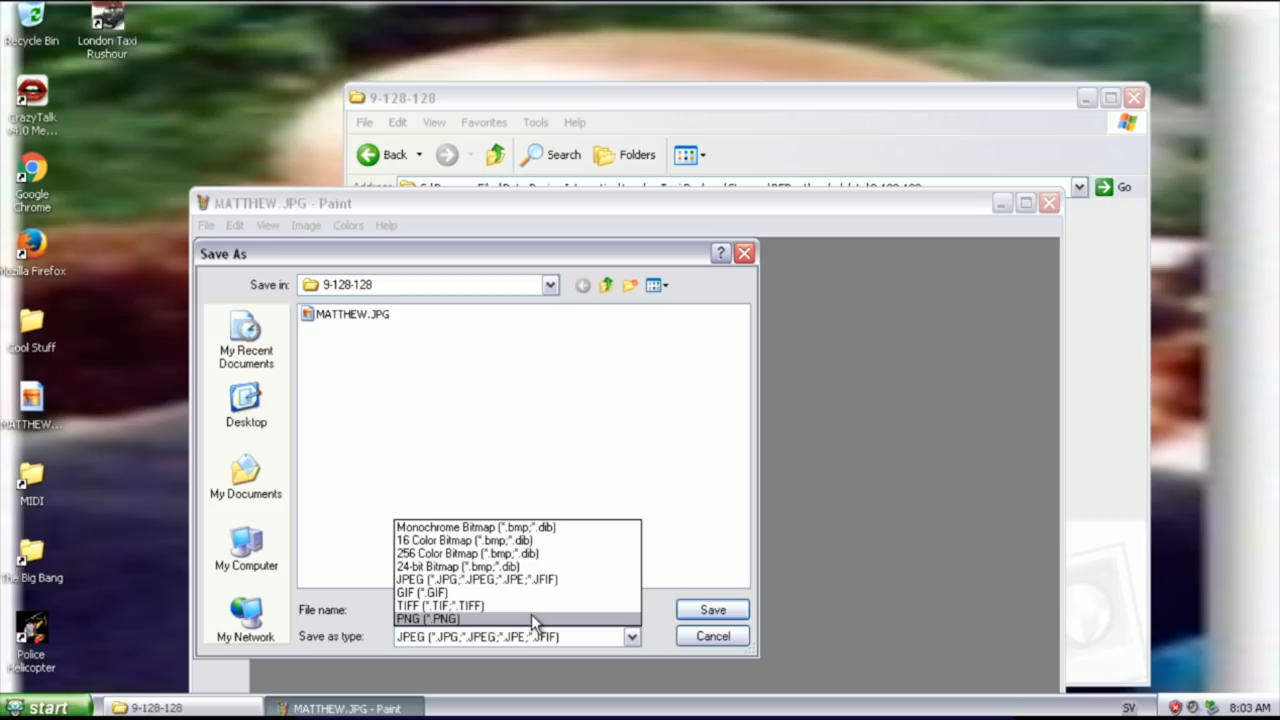 Recycle Bin
London Taxi
Rushour
CrazyTalk
v4.0 Me...
Google
Chrome
Mozilla Firefox
Cool Stuff
MATTHEW...
MIDI
The Big Bang
Police
Helicopter
9-128-128
File Edit View Favorites Tools Help
Back Search Folders
Go
MATTHEW.JPG - Paint
File Edit View Image Colors Help
Save As
Save in: 9-128-128
MATTHEW.JPG
My Recent
Documents
Desktop
My Documents
My Computer
My Network
Monochrome Bitmap (*.bmp;*.dib)
16 Color Bitmap (*.bmp;*.dib)
256 Color Bitmap (*.bmp;*.dib)
24-bit Bitmap (*.bmp;*.dib)
JPEG (*.JPG;*.JPEG;*.JPE;*.JFIF)
GIF (*.GIF)
TIFF (*.TIF;*.TIFF)
PNG (*.PNG)
File name:
Save
Save as type: JPEG (*.JPG;*.JPEG;*.JPE;*.JFIF)
Cancel
start
9-128-128
MATTHEW.JPG - Paint
SV
8:03 AM